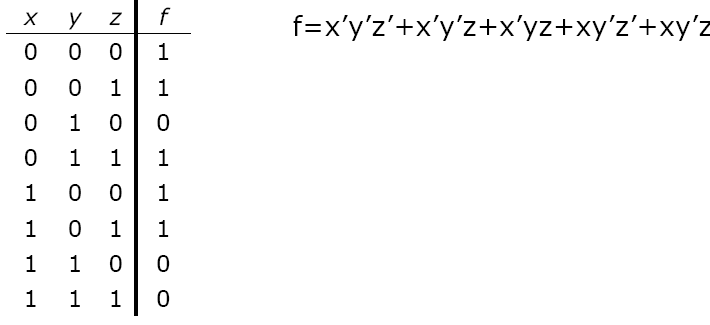 x y z f
f=x’y’z’+x’y’z+x’yz+xy’z’+xy’z
0 0 0 1
0 0 1 1
0 1 0 0
0 1 1 1
1 0 0 1
1 0 1 1
1 1 0 0
1 1 1 0